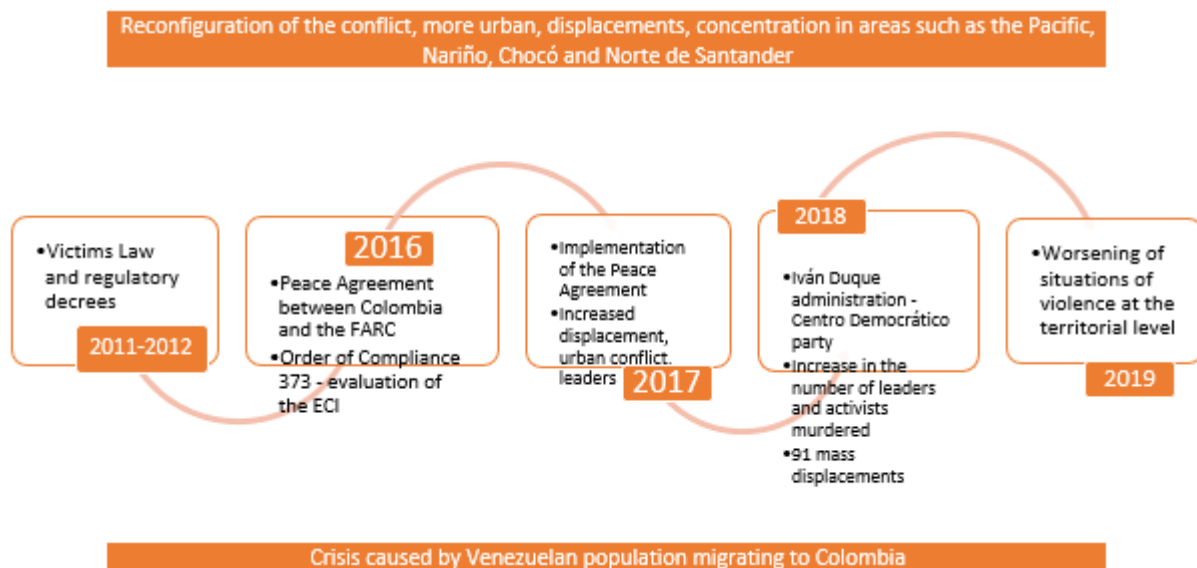 Reconfiguration of the conflict, more urban, displacements, concentration in areas such as the Pacific,
Nariño, Chocó and Norte de Santander
•Victims Law
and regulatory
decrees
2011-2012
2016
•Peace Agreement
between Colombia
and the FARC
•Order of Compliance
373 - evaluation of
the ECI
•Implementation
of the Peace
Agreement
•Increased
displacement,
urban conflict,
leaders
2017
2018
•Iván Duque
administration -
Centro Democrático
party
•Increase in the
number of leaders
and activists
murdered
•91 mass
displacements
•Worsening of
situations of
violence at the
territorial level
2019
Crisis caused by Venezuelan population migrating to Colombia